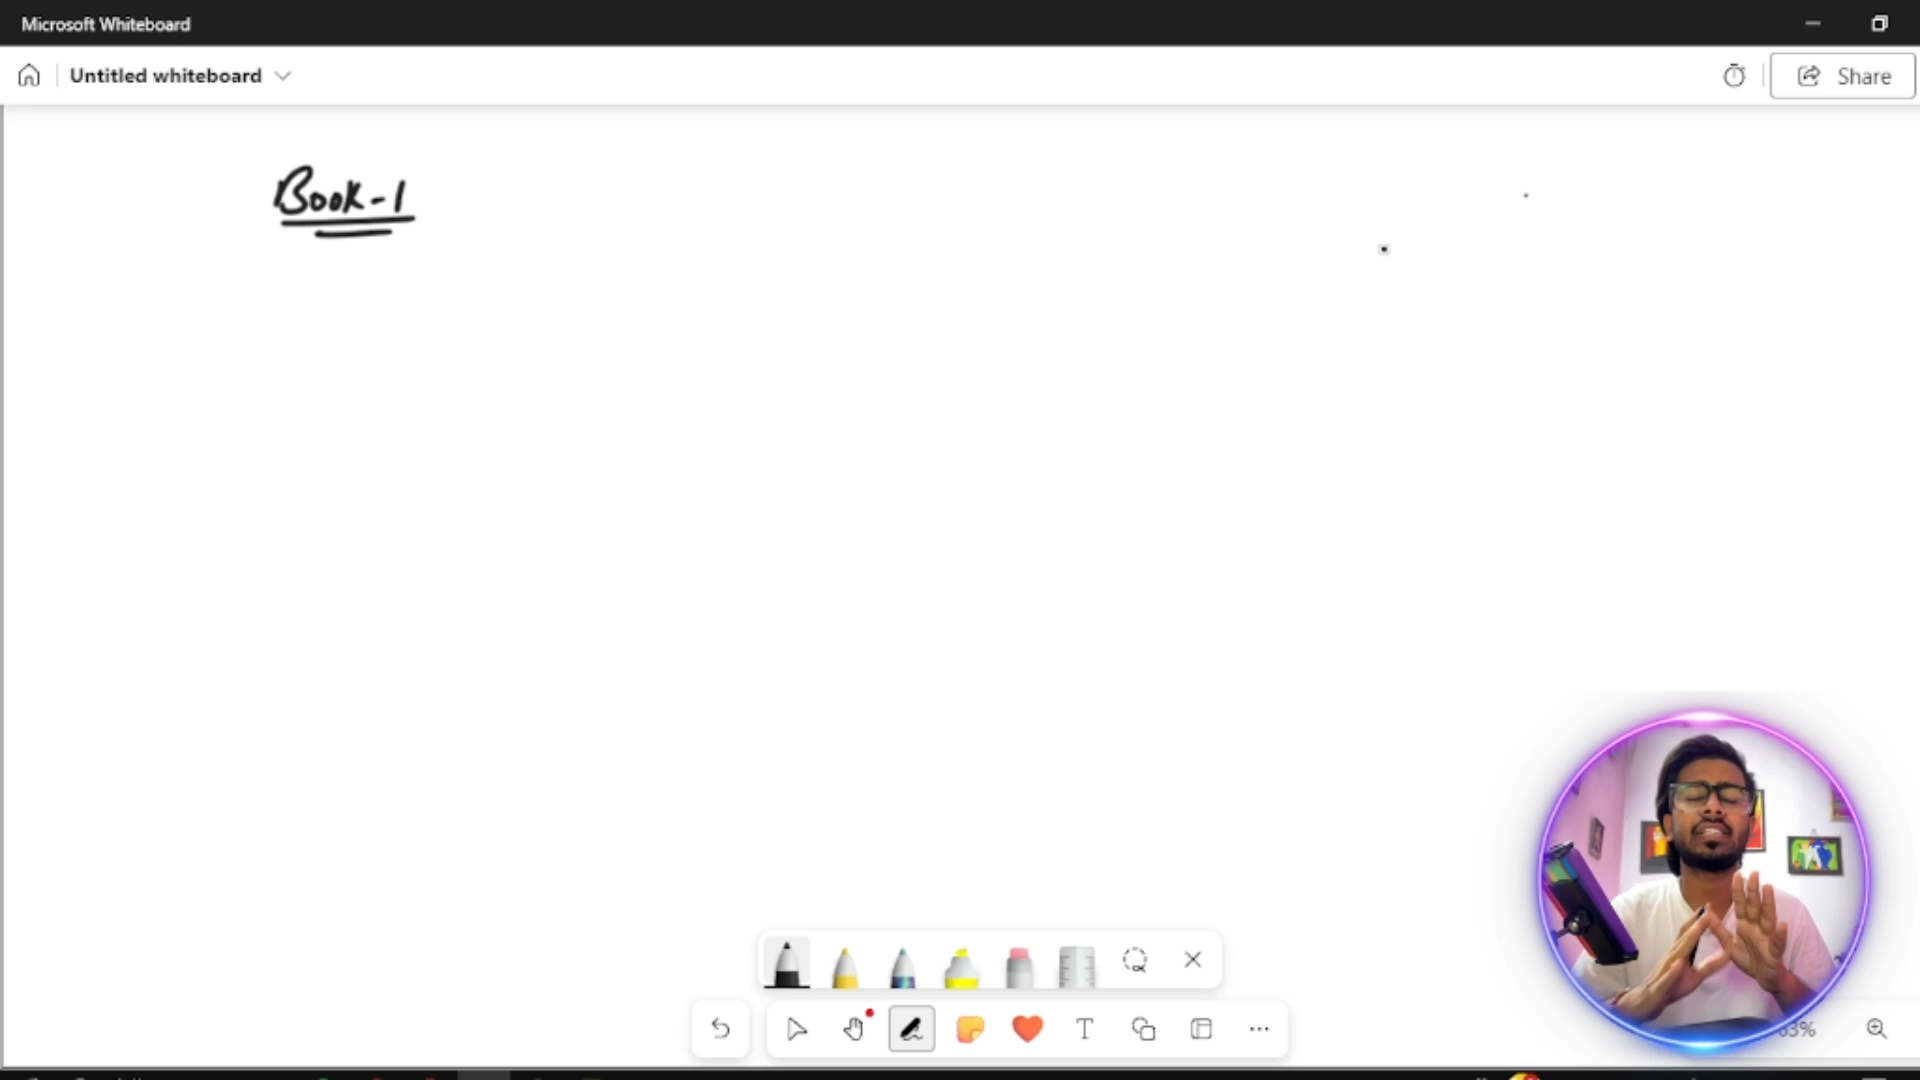 Microsoft Whiteboard
Untitled whiteboard
Share
Book-1
T